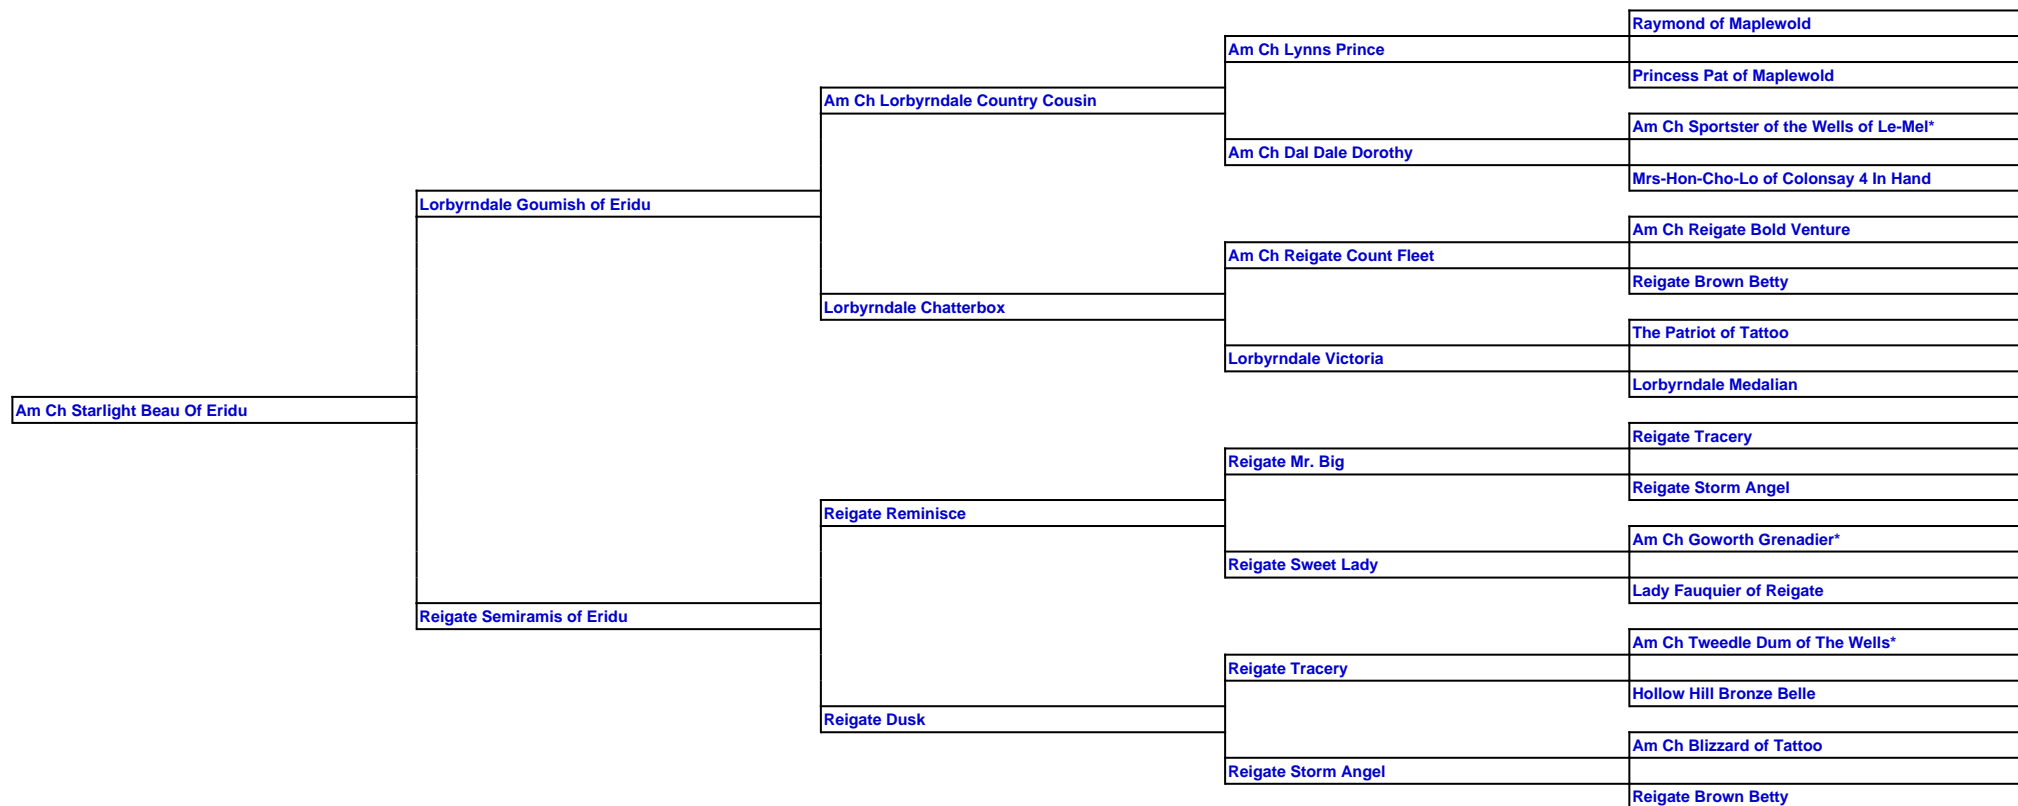 Raymond of Maplewold
Am Ch Lynns Prince
Princess Pat of Maplewold
Am Ch Lorbyrndale Country Cousin
Am Ch Sportster of the Wells of Le-Mel*
Am Ch Dal Dale Dorothy
Mrs-Hon-Cho-Lo of Colonsay 4 In Hand
Lorbyrndale Goumish of Eridu
Am Ch Reigate Bold Venture
Am Ch Reigate Count Fleet
Reigate Brown Betty
Lorbyrndale Chatterbox
The Patriot of Tattoo
Lorbyrndale Victoria
Lorbyrndale Medalian
Am Ch Starlight Beau Of Eridu
Reigate Tracery
Reigate Mr. Big
Reigate Storm Angel
Reigate Reminisce
Am Ch Goworth Grenadier*
Reigate Sweet Lady
Lady Fauquier of Reigate
Reigate Semiramis of Eridu
Am Ch Tweedle Dum of The Wells*
Reigate Tracery
Hollow Hill Bronze Belle
Reigate Dusk
Am Ch Blizzard of Tattoo
Reigate Storm Angel
Reigate Brown Betty